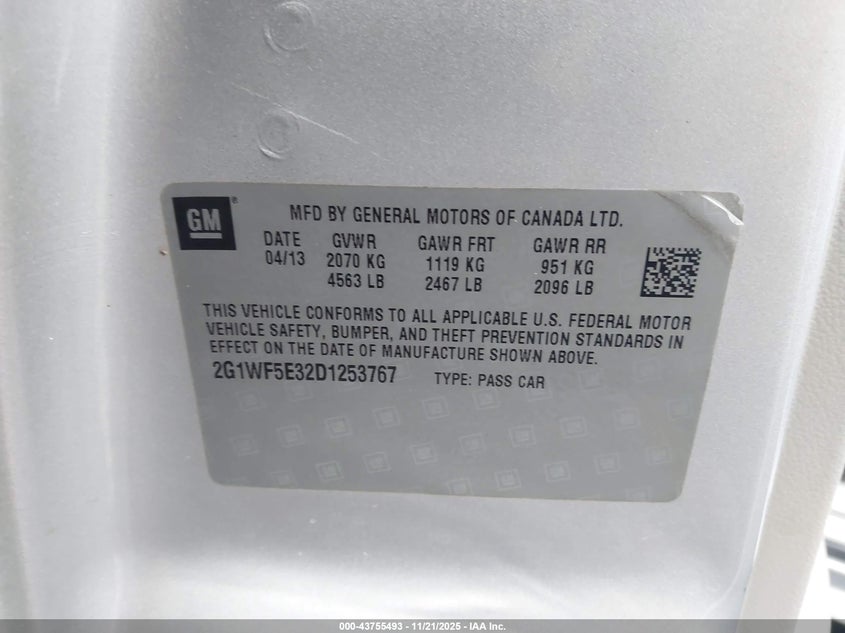 GM ®
MFD BY GENERAL MOTORS OF CANADA LTD.
DATE GVWR GAWR FRT GAWR RR
04/13 2070 KG 1119 KG 951 KG
4563 LB 2467 LB 2096 LB
THIS VEHICLE CONFORMS TO ALL APPLICABLE U.S. FEDERAL MOTOR
VEHICLE SAFETY, BUMPER, AND THEFT PREVENTION STANDARDS IN
EFFECT ON THE DATE OF MANUFACTURE SHOWN ABOVE.
2G1WF5E32D1253767 TYPE: PASS CAR
000-43755493 - 11/21/2025 - IAA Inc.